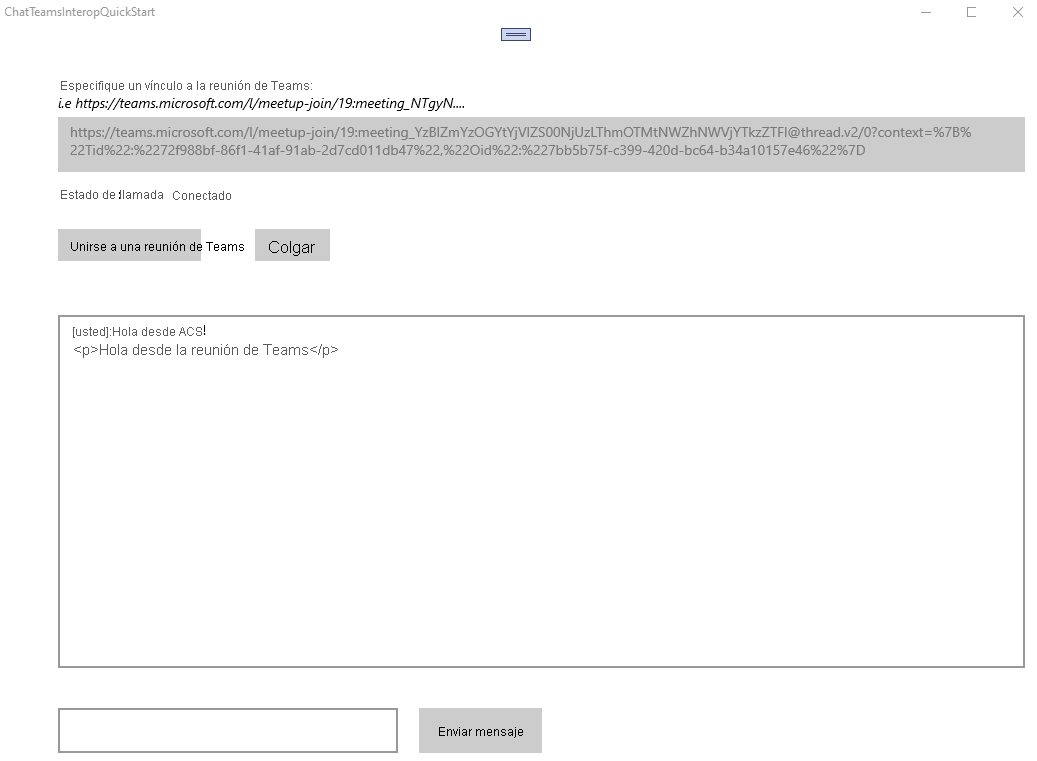 ChatTeamsInteropQuickStart
Especifique un vínculo a la reunión de Teams:
i.e https://teams.microsoft.com/l/meetup-join/19:meeting_NTgyN....
https://teams.microsoft.com/l/meetup-join/19:meeting_YzBlZmYzOGYtYjVlZS00NjUzLThmOTMtNWZhNWVjYTkzZTFl@thread.v2/0?context=%7B%
22Tid%22:%2272f988bf-86f1-41af-91ab-2d7cd011db47%22,%22Oid%22:%227bb5b75f-c399-420d-bc64-b34a10157e46%22%7D
Estado de llamada: Conectado
Unirse a una reunión de Teams Colgar
[usted]:Hola desde ACS!
<p>Hola desde la reunión de Teams</p>
Enviar mensaje